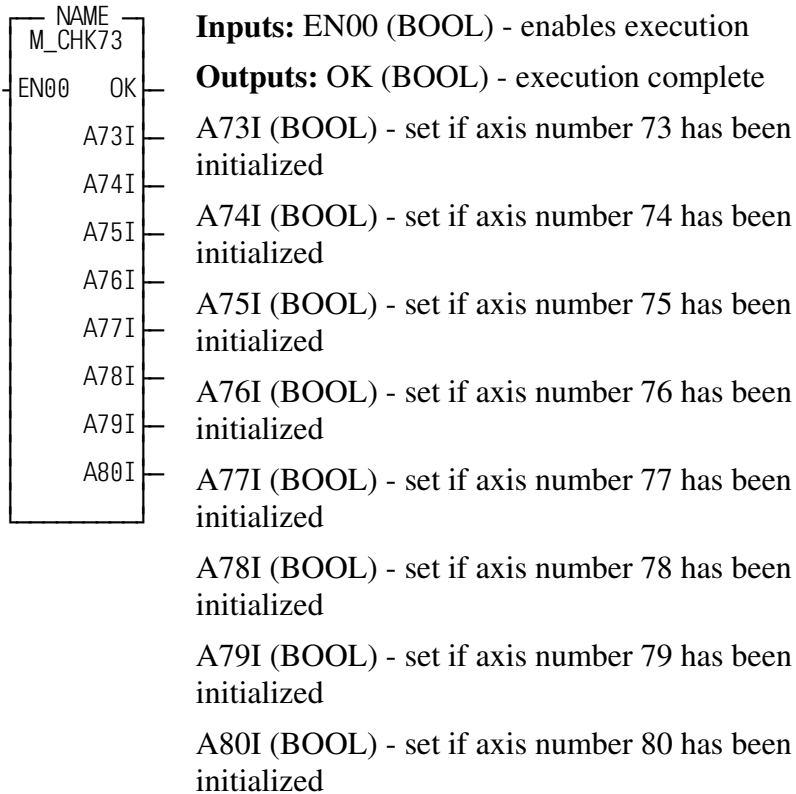 NAME
M_CHK73
EN00 OK
A73I
A74I
A75I
A76I
A77I
A78I
A79I
A80I
Inputs: EN00 (BOOL) - enables execution
Outputs: OK (BOOL) - execution complete
A73I (BOOL) - set if axis number 73 has been
initialized
A74I (BOOL) - set if axis number 74 has been
initialized
A75I (BOOL) - set if axis number 75 has been
initialized
A76I (BOOL) - set if axis number 76 has been
initialized
A77I (BOOL) - set if axis number 77 has been
initialized
A78I (BOOL) - set if axis number 78 has been
initialized
A79I (BOOL) - set if axis number 79 has been
initialized
A80I (BOOL) - set if axis number 80 has been
initialized